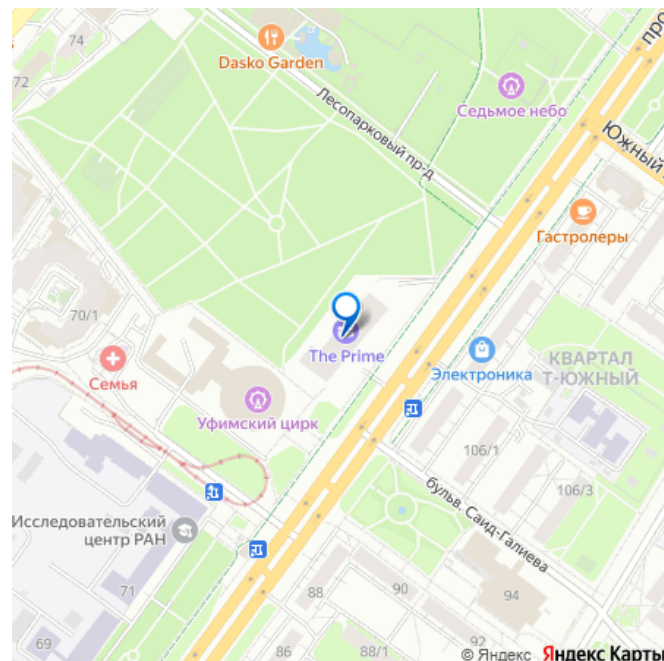 74
72
Dasko Garden
Седьмое небо
Лесопарковый пр-д
Гастролеры
70/1
Семья
The Prime
Электроника
КВАРТАЛ
Т-ЮЖНЫЙ
Уфимский цирк
106/1
106/3
бульв. Саид-Галиева
Исследовательский
центр РАН
71
69
88
90
94
86
88/1
92
© Яндекс Яндекс Карты